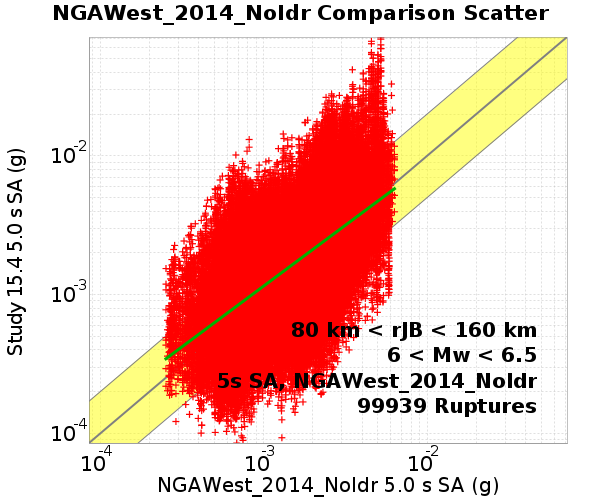 NGAWest_2014_NoIdr Comparison Scatter
Study 15.4 5.0 s SA (g)
10-2
10-3
10-4
80 km < rJB < 160 km
6 < Mw < 6.5
5s SA, NGAWest_2014_NoIdr
99939 Ruptures
10-4 10-3 10-2
NGAWest_2014_NoIdr 5.0 s SA (g)